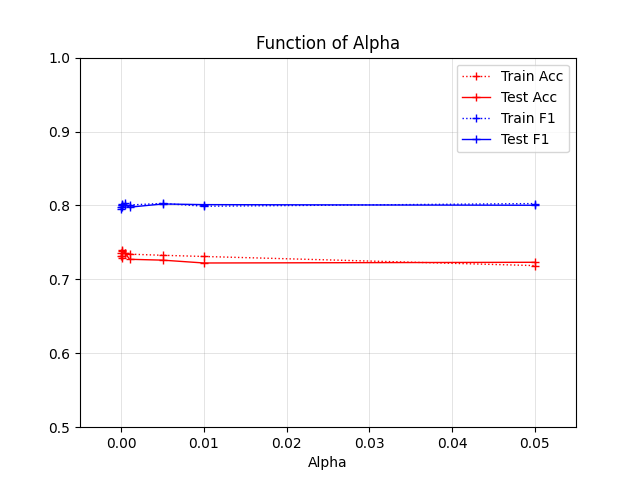 Function of Alpha
1.0
0.9
0.8
0.7
0.6
0.5
Train Acc
Test Acc
Train F1
Test F1
0.00 0.01 0.02 0.03 0.04 0.05
Alpha